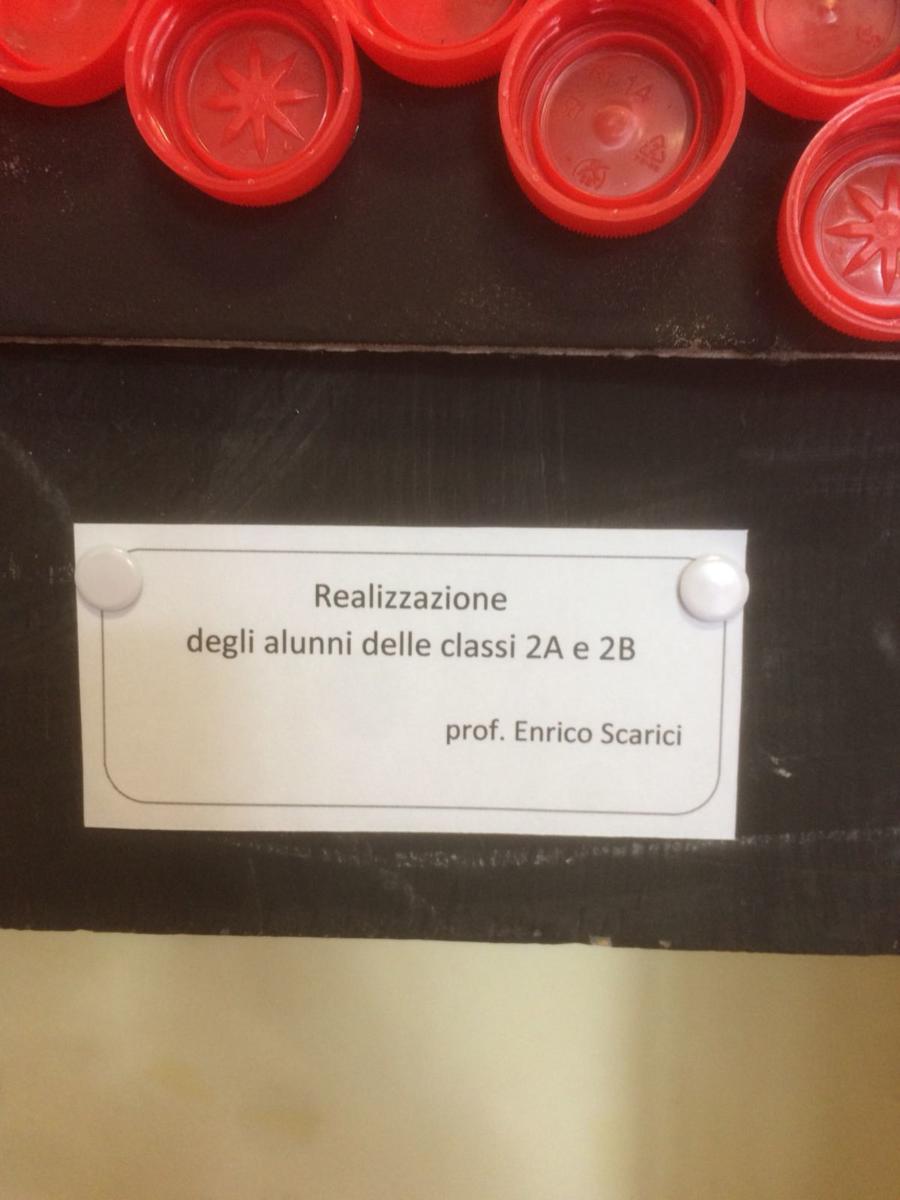 Realizzazione
degli alunni delle classi 2A e 2B
prof. Enrico Scarici